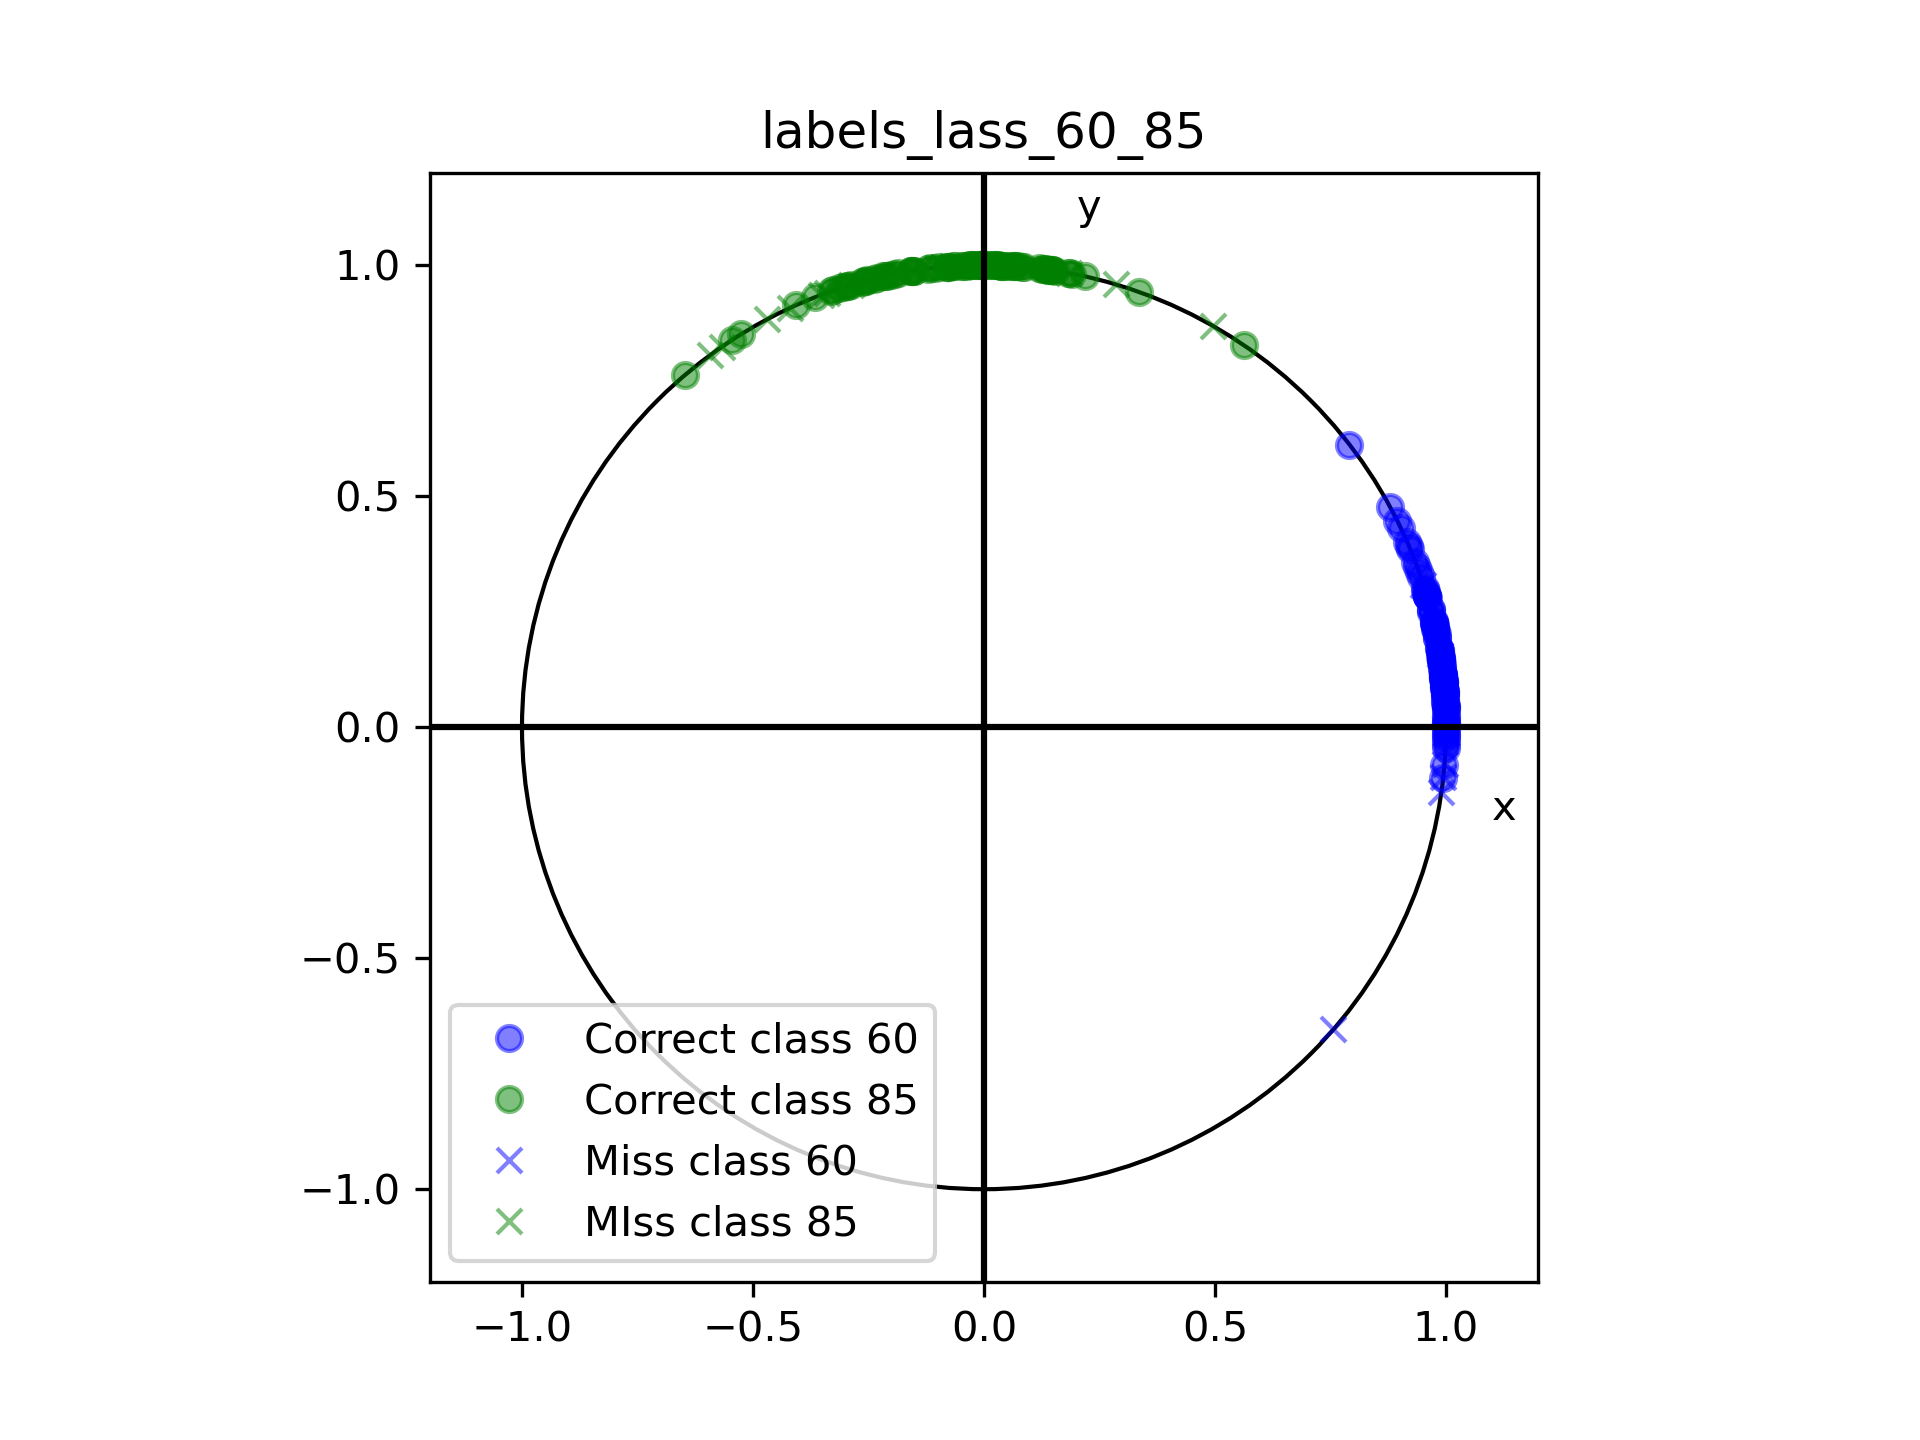 labels_lass_60_85
y
1.0
0.5
0.0
x
−0.5
−1.0
Correct class 60
Correct class 85
Miss class 60
MIss class 85
−1.0 −0.5 0.0 0.5 1.0